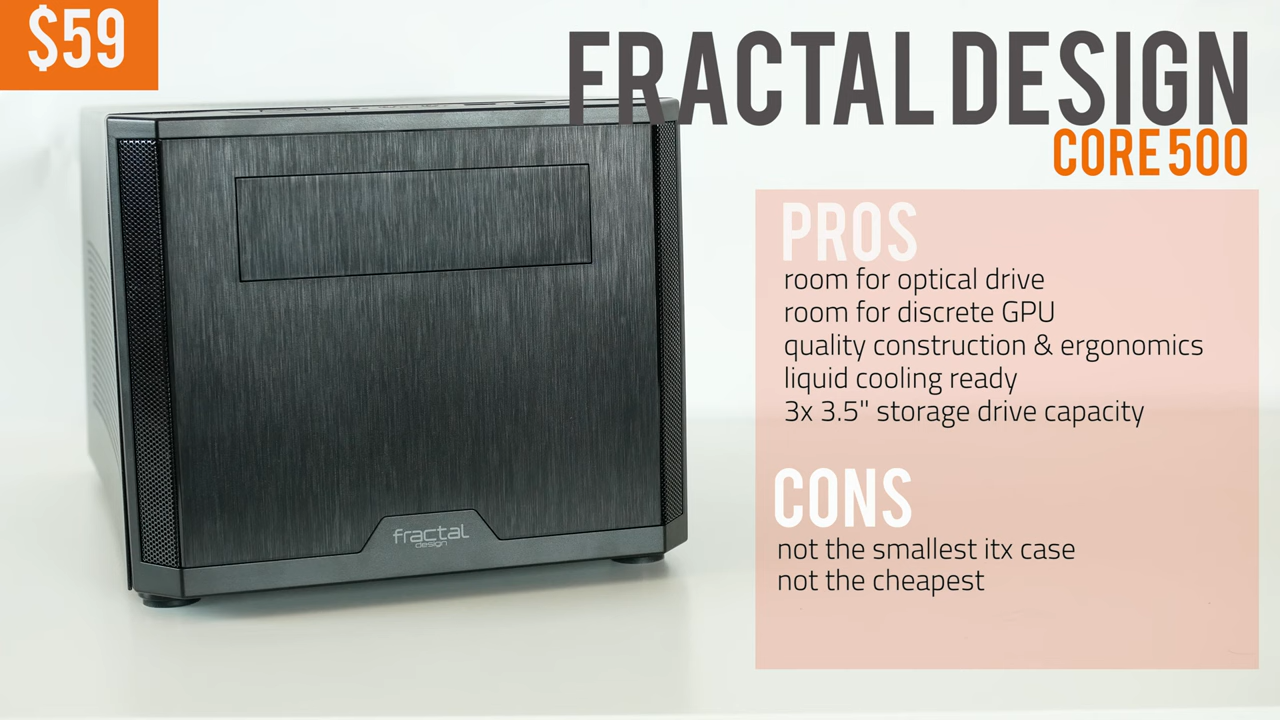 $59
FRACTAL DESIGN
CORE 500
PROS
room for optical drive
room for discrete GPU
quality construction & ergonomics
liquid cooling ready
3x 3.5" storage drive capacity
CONS
not the smallest itx case
not the cheapest
fractal
design